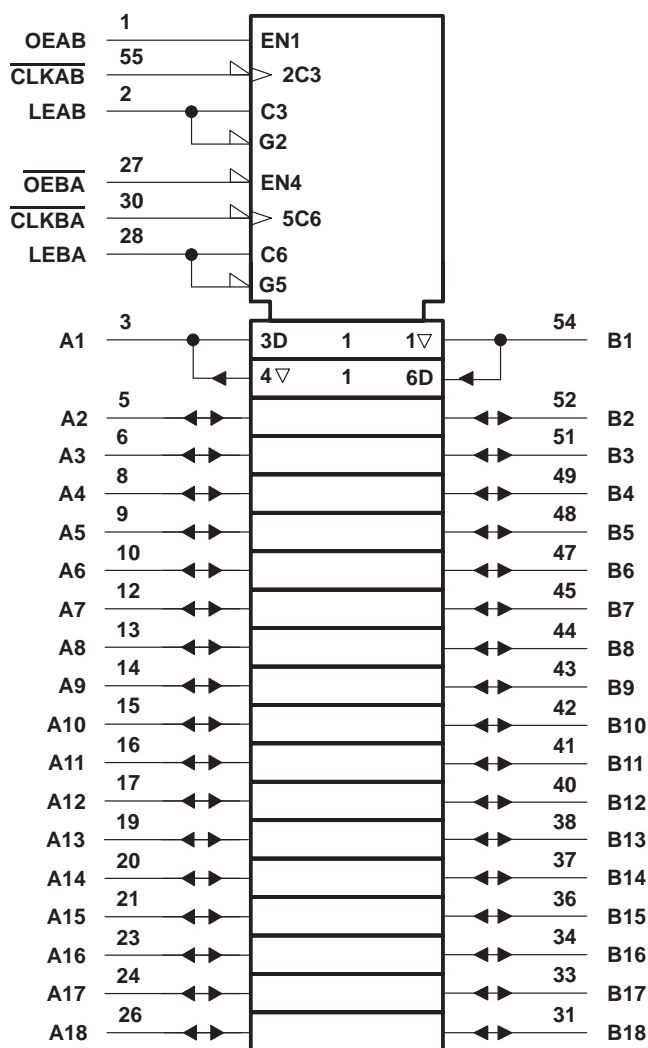 1
OEAB EN1
55
CLKAB 2C3
2
LEAB C3
G2
27
OEBA EN4
30
CLKBA 5C6
28
LEBA C6
G5
3 54
A1 3D 1 1▽ B1
4▽ 1 6D
5 52
A2 B2
6 51
A3 B3
8 49
A4 B4
9 48
A5 B5
10 47
A6 B6
12 45
A7 B7
13 44
A8 B8
14 43
A9 B9
15 42
A10 B10
16 41
A11 B11
17 40
A12 B12
19 38
A13 B13
20 37
A14 B14
21 36
A15 B15
23 34
A16 B16
24 33
A17 B17
26 31
A18 B18